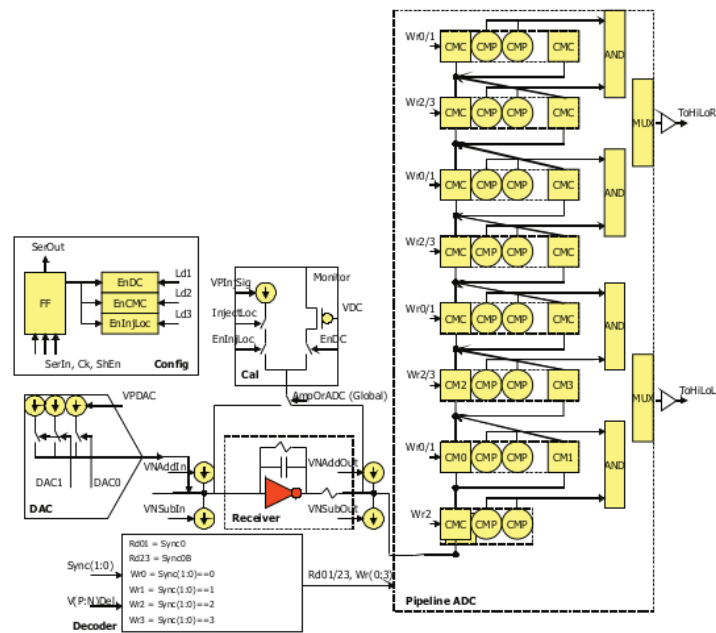 Wr0/1
CMC
CMP
CMP
CMC
AND
Wr2/3
CMC
CMP
CMP
CMC
MUX
ToHiLoR
Wr0/1
CMC
CMP
CMP
CMC
AND
Wr2/3
CMC
CMP
CMP
CMC
Wr0/1
CMC
CMP
CMP
CMC
AND
Wr2/3
CM2
CMP
CMP
CM3
MUX
ToHiLoL
Wr0/1
CM0
CMP
CMP
CM1
AND
Wr2
CMC
CMP
CMP
Pipeline ADC
SerOut
FF
EnDC
EnCMC
EnInjLoc
Ld1
Ld2
Ld3
SerIn, Ck, ShEn
Config
VPInjSig
Monitor
VDC
InjectLoc
EnInjLoc
EnDC
Cal
AmpOrADC (Global)
VPDAC
DAC1
DAC0
DAC
VNAddIn
VNSubIn
VNAddOut
VNSubOut
Receiver
Sync(1:0)
V(P:N)Del
Rd01 = Sync0
Rd23 = Sync0B
Wr0 = Sync(1:0)==0
Wr1 = Sync(1:0)==1
Wr2 = Sync(1:0)==2
Wr3 = Sync(1:0)==3
Decoder
Rd01/23, Wr(0:3)